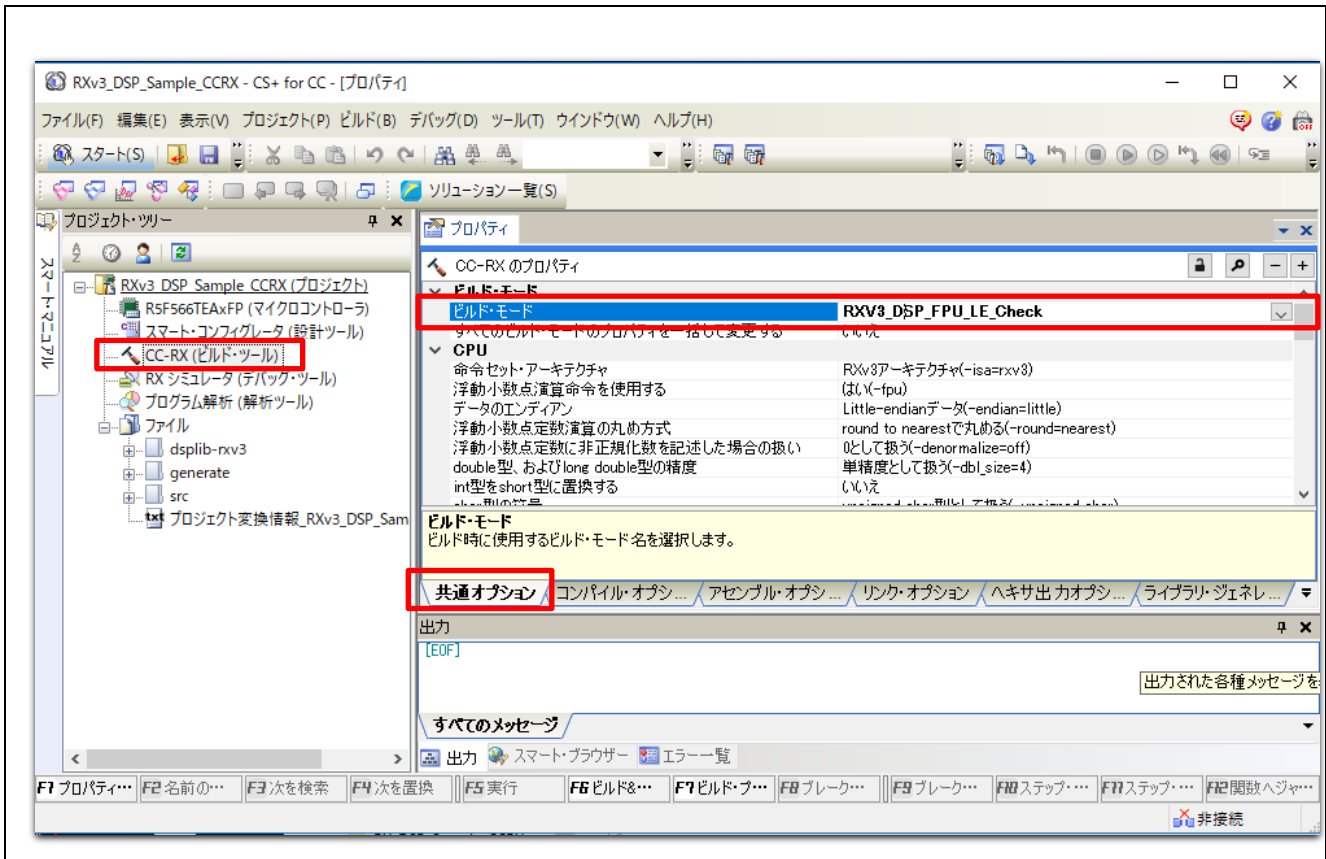 RXv3_DSP_Sample_CCRX - CS+ for CC - [プロパティ]
ファイル(F) 編集(E) 表示(V) プロジェクト(P) ビルド(B) デバッグ(D) ツール(T) ウインドウ(W) ヘルプ(H)
スタート(S)
OFF
ソリューション一覧(S)
スマート・マニュアル
プロジェクト・ツリー
RXv3_DSP_Sample_CCRX (プロジェクト)
R5F566TEAxFP (マイクロコントローラ)
スマート・コンフィグレータ (設計ツール)
CC-RX (ビルド・ツール)
RX シミュレータ (デバッグ・ツール)
プログラム解析 (解析ツール)
ファイル
dsplib-rxv3
generate
src
プロジェクト変換情報_RXv3_DSP_Sam
プロパティ
CC-RX のプロパティ
ビルド・モード
ビルド・モード RXV3_DSP_FPU_LE_Check
すべてのビルド・モードのプロパティを一括して変更する いいえ
CPU
命令セット・アーキテクチャ RXv3アーキテクチャ(-isa=rxv3)
浮動小数点演算命令を使用する はい(-fpu)
データのエンディアン Little-endianデータ(-endian=little)
浮動小数点定数演算の丸め方式 round to nearestで丸める(-round=nearest)
浮動小数点定数に非正規化数を記述した場合の扱い 0として扱う(-denormalize=off)
double型、およびlong double型の精度 単精度として扱う(-dbl_size=4)
int型をshort型に置換する いいえ
ビルド・モード
ビルド時に使用するビルド・モード名を選択します。
共通オプション コンパイル・オプシ... アセンブル・オプシ... リンク・オプション ヘキサ出力オプシ... ライブラリ・ジェネレ...
出力
[EOF]
出力された各種メッセージを
すべてのメッセージ
出力 スマート・ブラウザー エラー一覧
F1 プロパティ… F2 名前の… F3 次を検索 F4 次を置換 F5 実行 F6 ビルド&… F7 ビルド・プ… F8 ブレーク… F9 ブレーク… F10 ステップ・… F11 ステップ・… F12 関数へジャ…
非接続